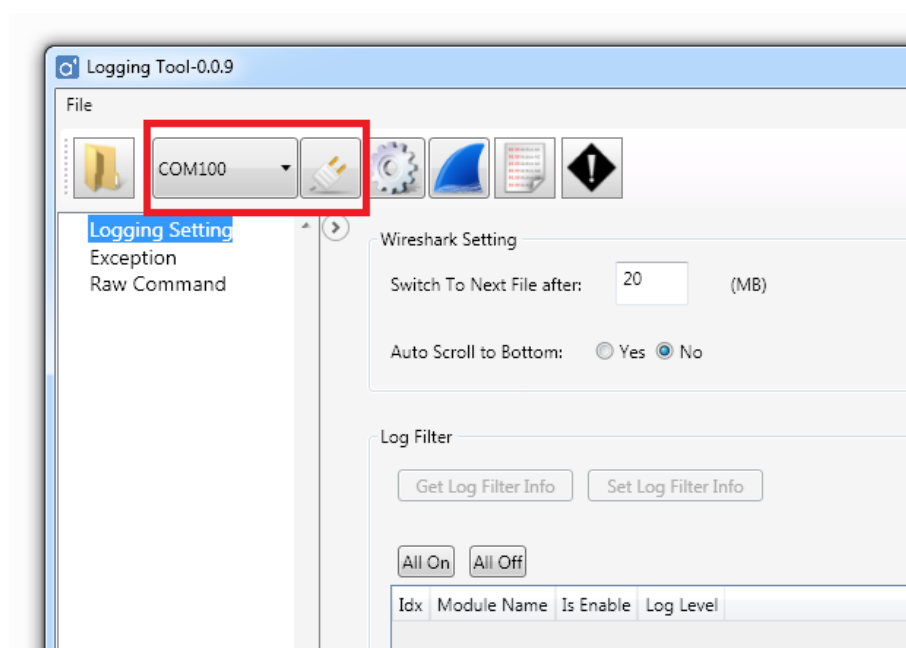 Logging Tool-0.0.9
File
COM100
Logging Setting
Exception
Raw Command
Wireshark Setting
Switch To Next File after: 20 (MB)
Auto Scroll to Bottom: Yes No
Log Filter
Get Log Filter Info Set Log Filter Info
All On All Off
Idx Module Name Is Enable Log Level